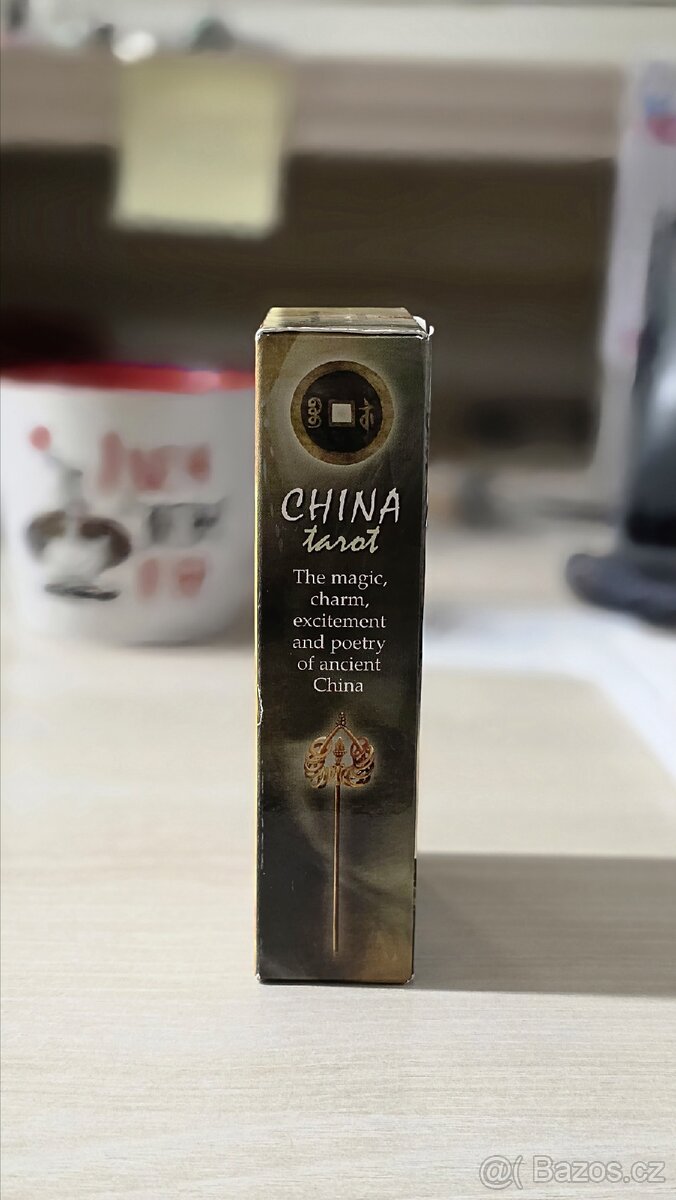 CHINA
tarot
The magic,
charm,
excitement
and poetry
of ancient
China
Bazos.cz